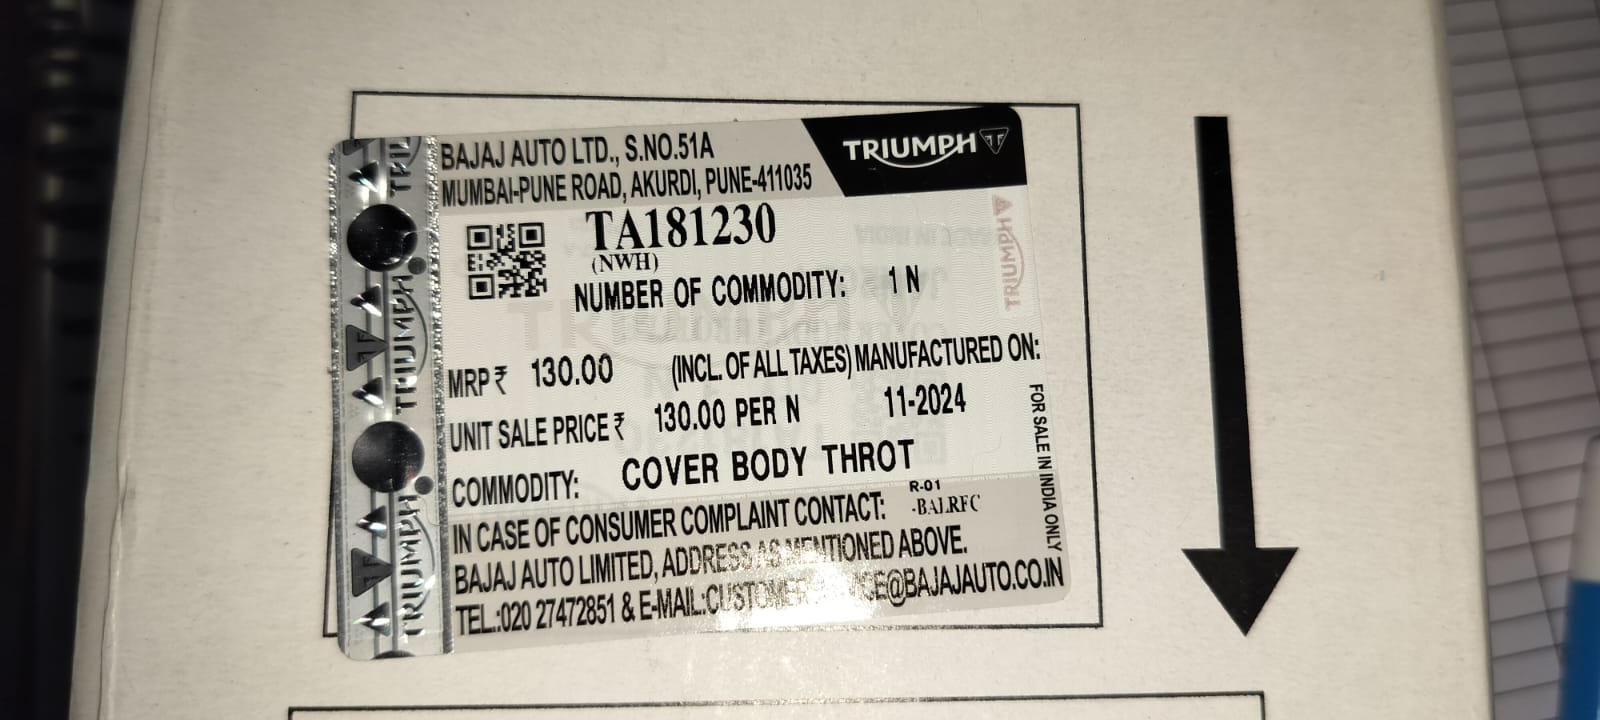 BAJAJ AUTO LTD., S.NO.51A
MUMBAI-PUNE ROAD, AKURDI, PUNE-411035
TRIUMPH
TA181230
(NWH)
NUMBER OF COMMODITY: 1 N
MRP ₹ 130.00 (INCL. OF ALL TAXES) MANUFACTURED ON:
UNIT SALE PRICE ₹ 130.00 PER N 11-2024
COMMODITY: COVER BODY THROT
R-01
IN CASE OF CONSUMER COMPLAINT CONTACT: -BAJ.RFC
BAJAJ AUTO LIMITED, ADDRESS AS MENTIONED ABOVE.
TEL.:020 27472851 & E-MAIL: @BAJAJAUTO.CO.IN
FOR SALE IN INDIA ONLY
TRIUMPH
TRIUMPH
TRIUMPH